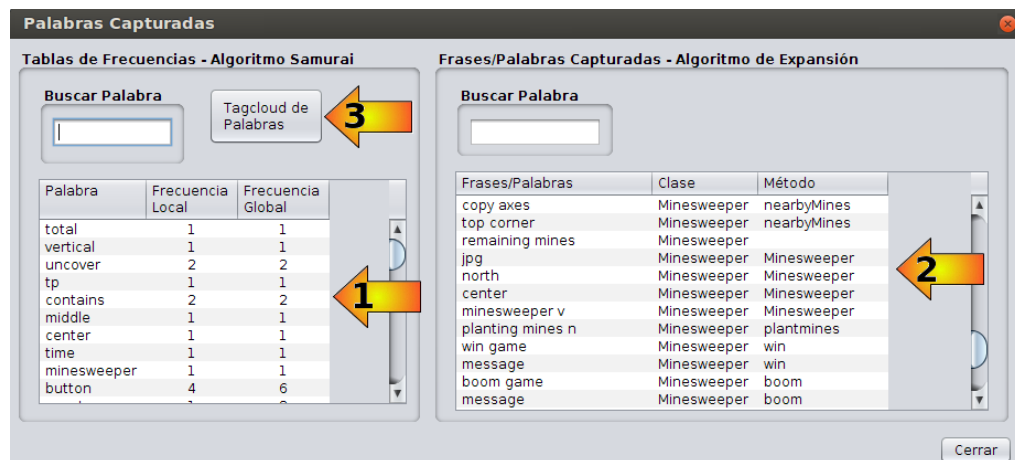 Palabras Capturadas
Tablas de Frecuencias - Algoritmo Samurai
Buscar Palabra
Tagcloud de
Palabras
3
Palabra Frecuencia Local Frecuencia Global
total 1 1
vertical 1 1
uncover 2 2
tp 1 1
contains 2 2
middle 1 1
center 1 1
time 1 1
minesweeper 1 1
button 4 6
1
Frases/Palabras Capturadas - Algoritmo de Expansión
Buscar Palabra
Frases/Palabras Clase Método
copy axes Minesweeper nearbyMines
top corner Minesweeper nearbyMines
remaining mines Minesweeper
jpg Minesweeper Minesweeper
north Minesweeper Minesweeper
center Minesweeper Minesweeper
minesweeper v Minesweeper Minesweeper
planting mines n Minesweeper plantmines
win game Minesweeper win
message Minesweeper win
boom game Minesweeper boom
message Minesweeper boom
2
Cerrar